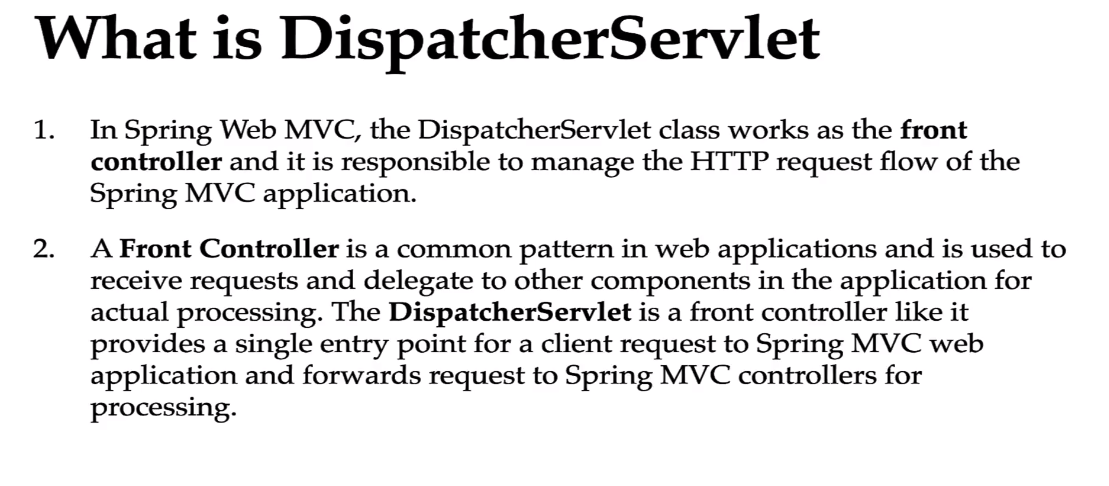 What is DispatcherServlet
1. In Spring Web MVC, the DispatcherServlet class works as the front
controller and it is responsible to manage the HTTP request flow of the
Spring MVC application.
2. A Front Controller is a common pattern in web applications and is used to
receive requests and delegate to other components in the application for
actual processing. The DispatcherServlet is a front controller like it
provides a single entry point for a client request to Spring MVC web
application and forwards request to Spring MVC controllers for
processing.